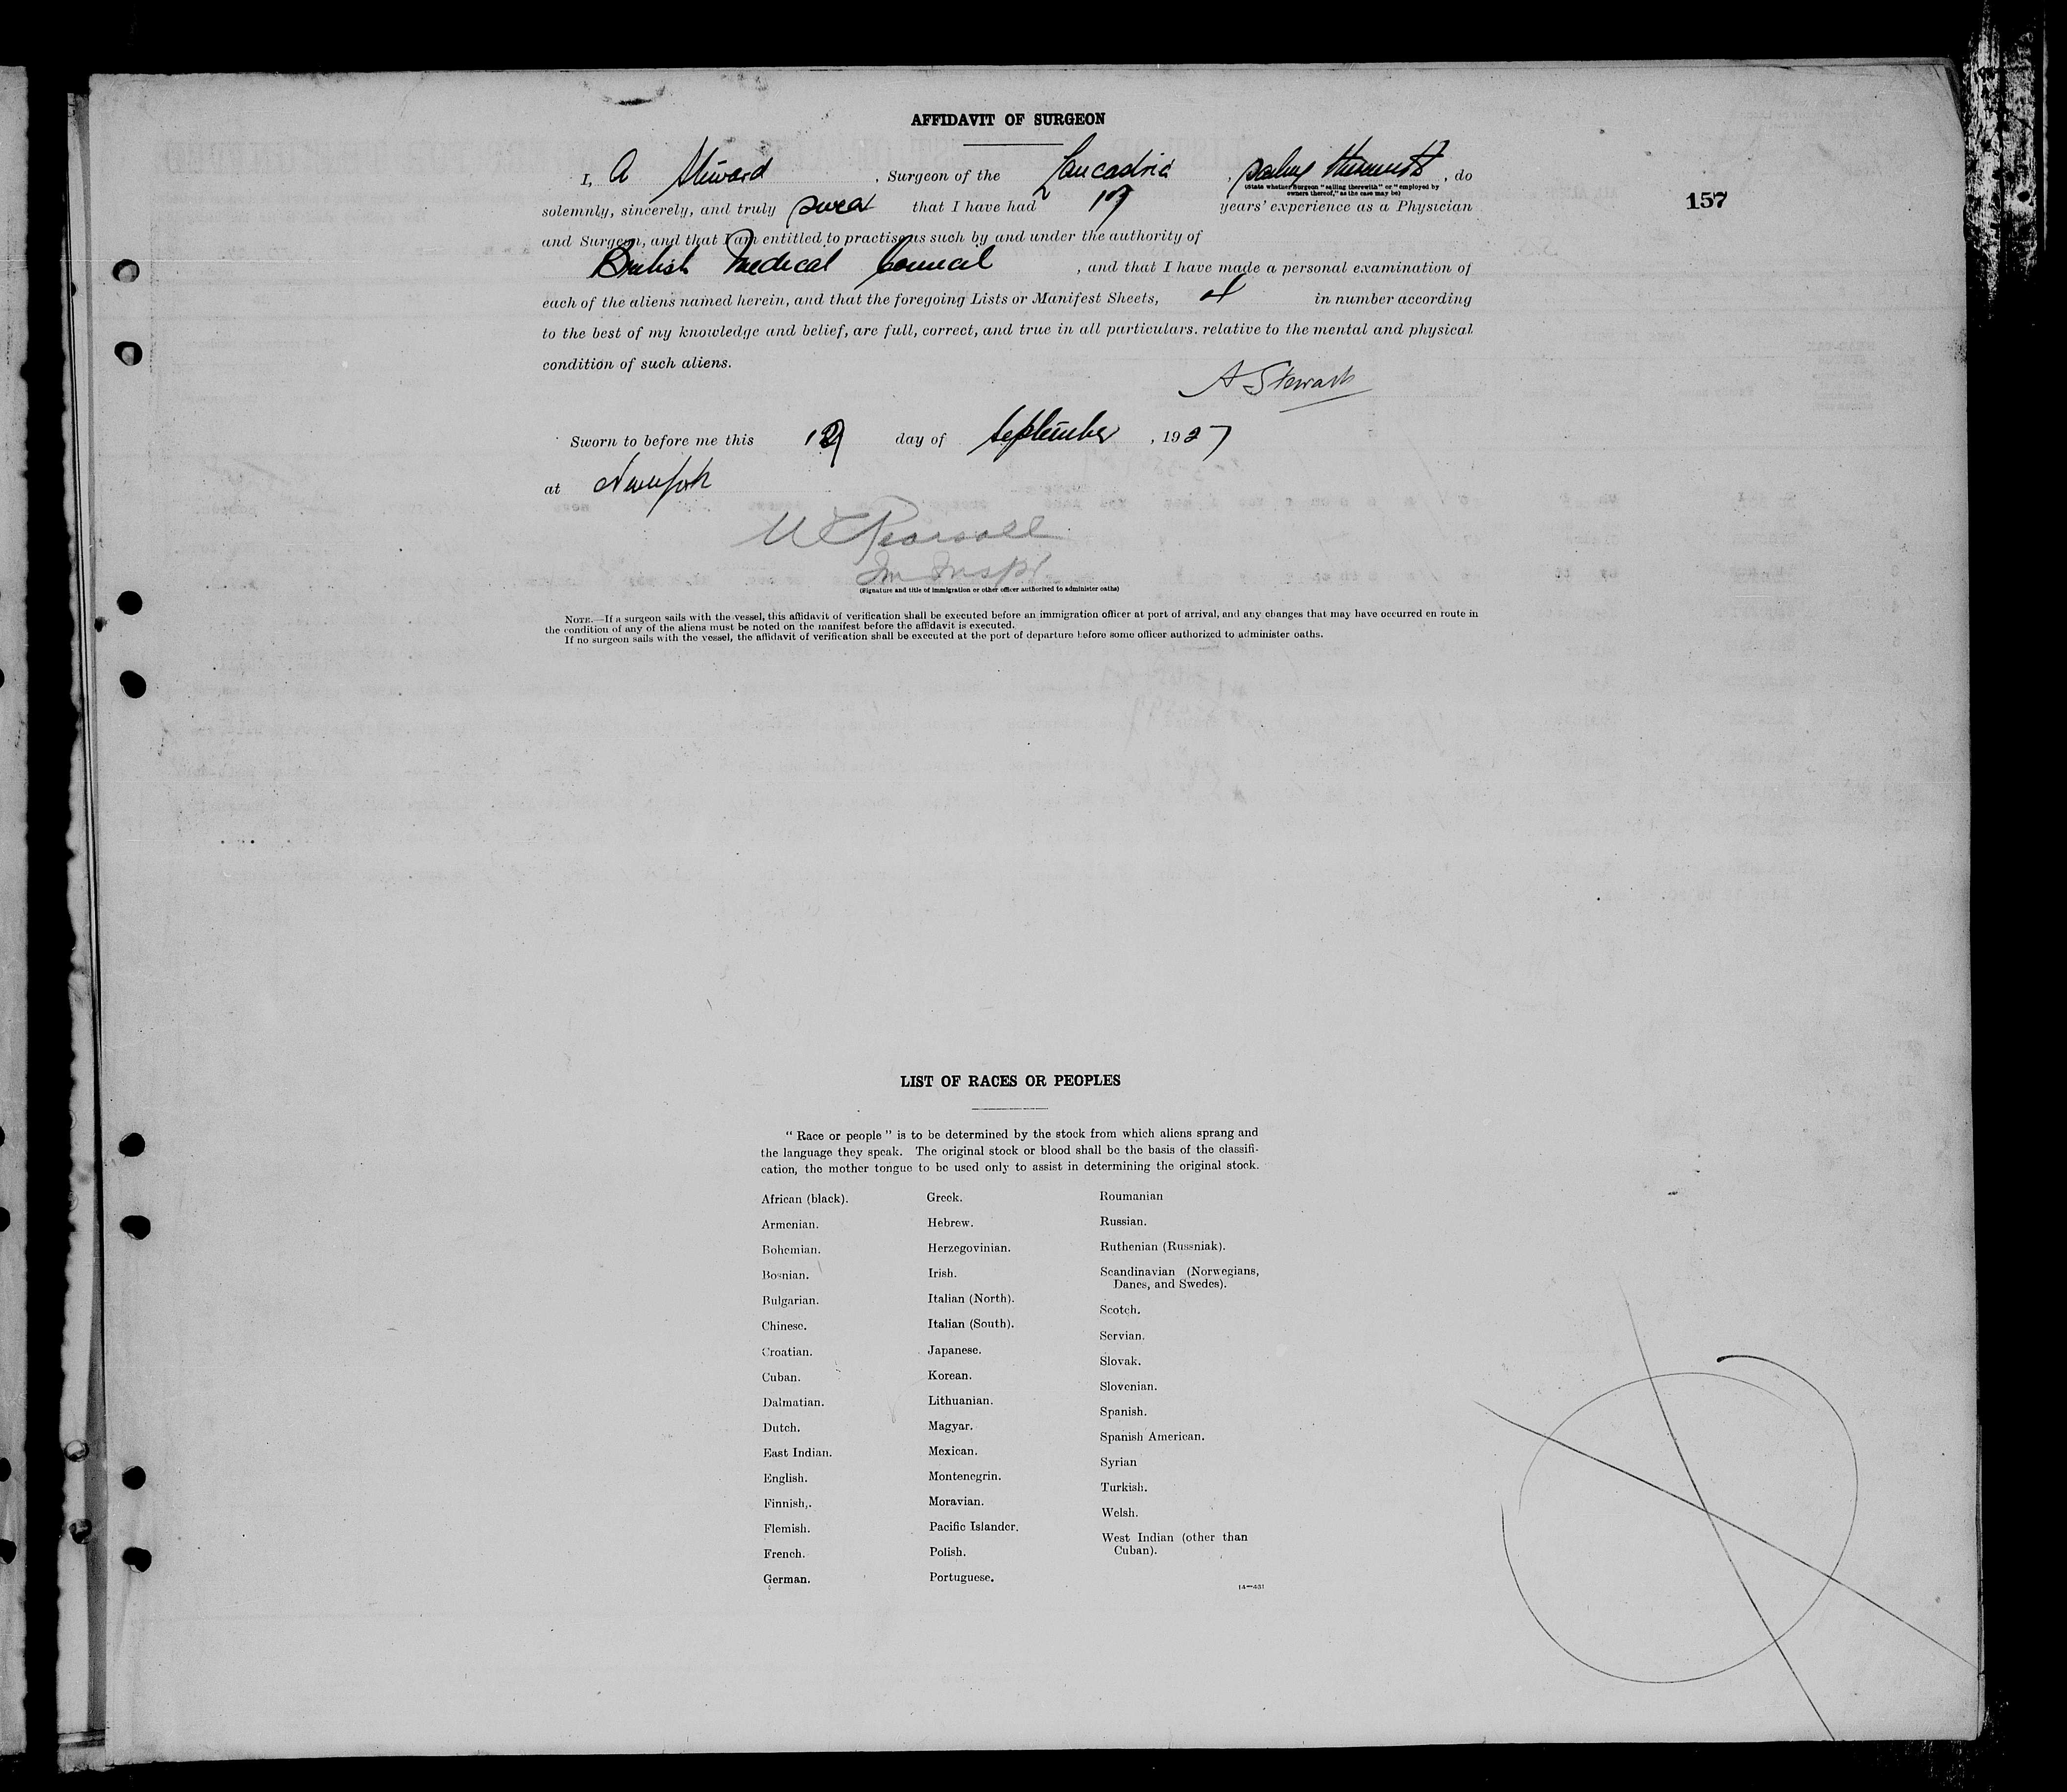 AFFIDAVIT OF SURGEON
I, A Steward, Surgeon of the Lancastria, sailing therewith, do
(State whether Surgeon "sailing therewith" or "employed by
owners thereof," as the case may be)
157
solemnly, sincerely, and truly swear that I have had 17 years' experience as a Physician
and Surgeon, and that I am entitled to practise as such by and under the authority of
British Medical Council, and that I have made a personal examination of
each of the aliens named herein, and that the foregoing Lists or Manifest Sheets, in number according
to the best of my knowledge and belief, are full, correct, and true in all particulars. relative to the mental and physical
condition of such aliens.
A Stewart
Sworn to before me this day of September, 1927
at New York
Pearsall
Im Inspr
(Signature and title of immigration or other officer authorized to administer oaths)
NOTE.—If a surgeon sails with the vessel, this affidavit of verification shall be executed before an immigration officer at port of arrival, and any changes that may have occurred en route in
the condition of any of the aliens must be noted on the manifest before the affidavit is executed.
If no surgeon sails with the vessel, the affidavit of verification shall be executed at the port of departure before some officer authorized to administer oaths.
LIST OF RACES OR PEOPLES
"Race or people" is to be determined by the stock from which aliens sprang and
the language they speak. The original stock or blood shall be the basis of the classifi-
cation, the mother tongue to be used only to assist in determining the original stock.
African (black).
Armenian.
Bohemian.
Bosnian.
Bulgarian.
Chinese.
Croatian.
Cuban.
Dalmatian.
Dutch.
East Indian.
English.
Finnish.
Flemish.
French.
German.
Greek.
Hebrew.
Herzegovinian.
Irish.
Italian (North).
Italian (South).
Japanese.
Korean.
Lithuanian.
Magyar.
Mexican.
Montenegrin.
Moravian.
Pacific Islander.
Polish.
Portuguese.
Roumanian
Russian.
Ruthenian (Russniak).
Scandinavian (Norwegians,
Danes, and Swedes).
Scotch.
Servian.
Slovak.
Slovenian.
Spanish.
Spanish American.
Syrian
Turkish.
Welsh.
West Indian (other than
Cuban).
14—431